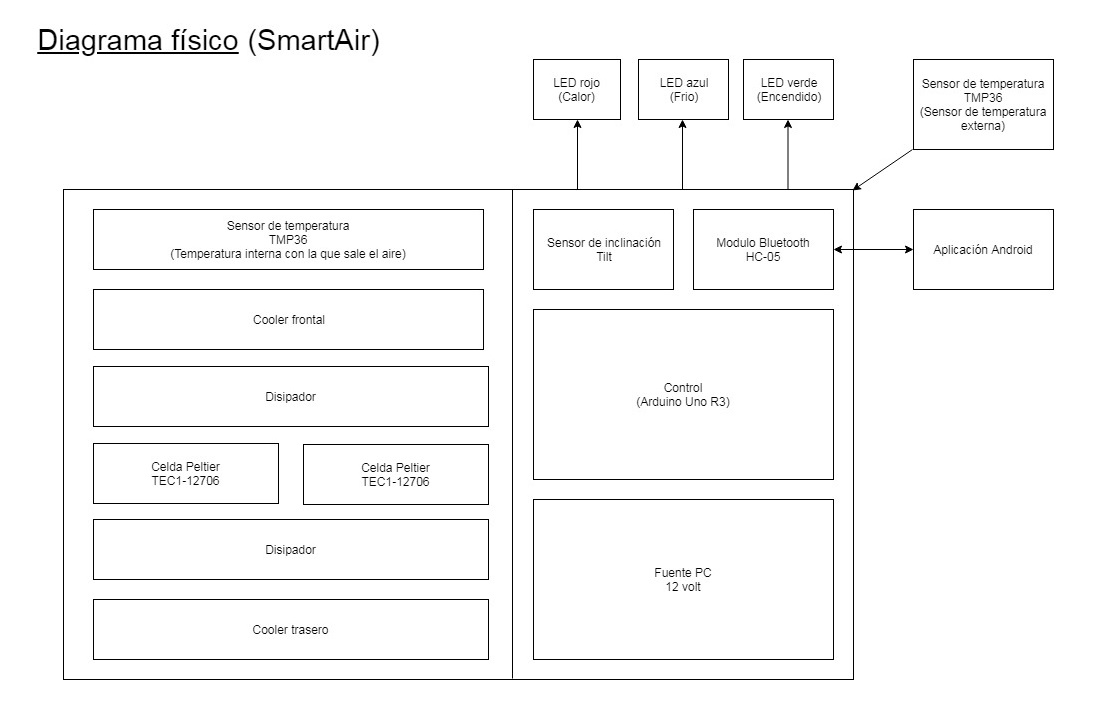 Diagrama físico (SmartAir)
LED rojo
(Calor)
LED azul
(Frio)
LED verde
(Encendido)
Sensor de temperatura
TMP36
(Sensor de temperatura
externa)
Sensor de temperatura
TMP36
(Temperatura interna con la que sale el aire)
Sensor de inclinación
Tilt
Modulo Bluetooth
HC-05
Aplicación Android
Cooler frontal
Disipador
Control
(Arduino Uno R3)
Celda Peltier
TEC1-12706
Celda Peltier
TEC1-12706
Disipador
Fuente PC
12 volt
Cooler trasero